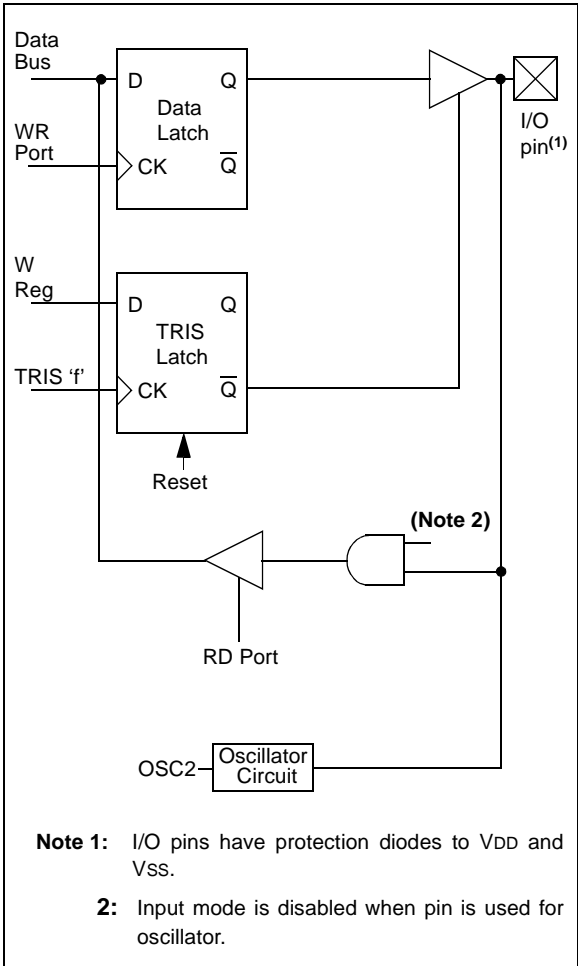 Data
Bus
D
Q
Data
Latch
WR
Port
CK
Q̅
I/O
pin(1)
W
Reg
D
Q
TRIS
Latch
TRIS ‘f’
CK
Q̅
Reset
(Note 2)
RD Port
OSC2
Oscillator
Circuit
Note 1: I/O pins have protection diodes to VDD and
VSS.
2: Input mode is disabled when pin is used for
oscillator.